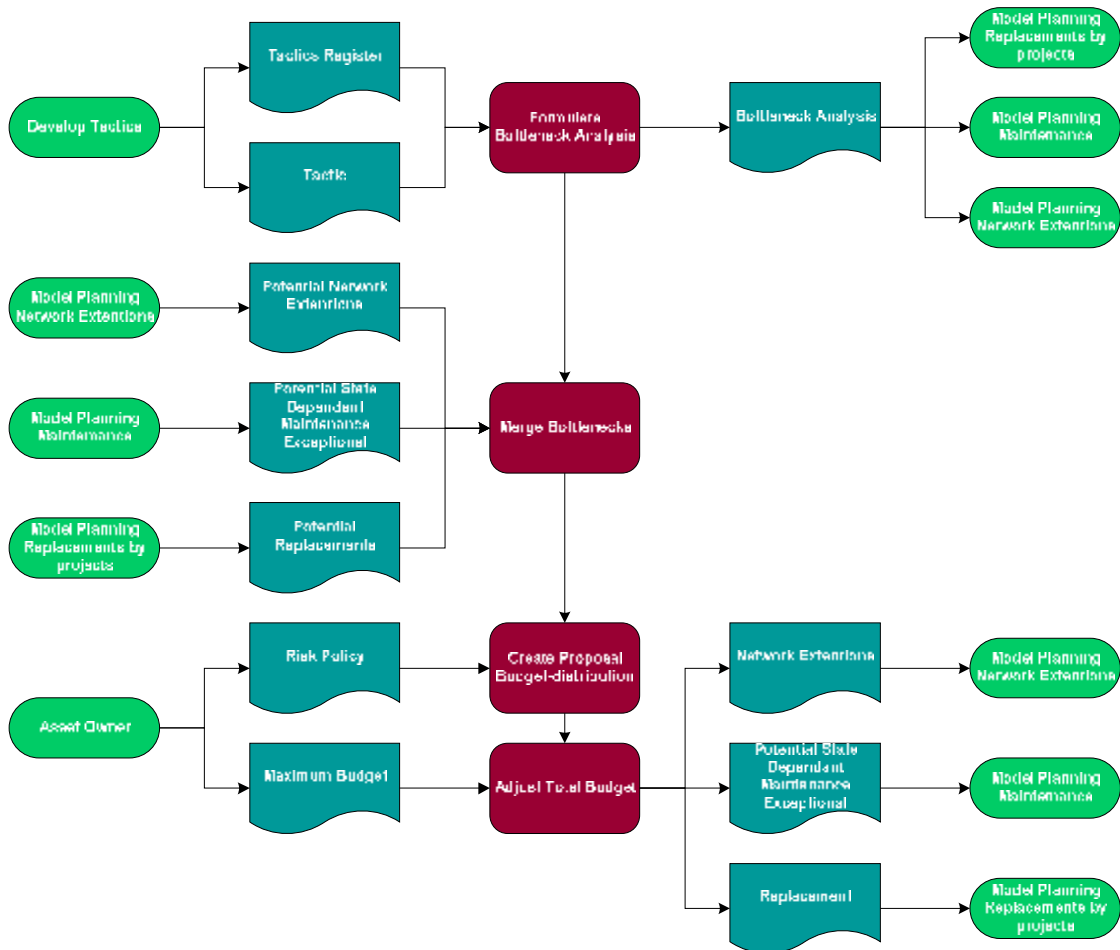 Develop Tactics
Tactics Register
Tactic
Formulate
Bottleneck Analysis
Bottleneck Analysis
Model Planning
Replacements by
projects
Model Planning
Maintenance
Model Planning
Network Extentions
Model Planning
Network Extentions
Potential Network
Extentions
Model Planning
Maintenance
Potential State
Dependant
Maintenance
Exceptional
Merge Bottlenecks
Model Planning
Replacements by
projects
Potential
Replacements
Asset Owner
Risk Policy
Create Proposal
Budget-distribution
Network Extentions
Model Planning
Network Extentions
Maximum Budget
Adjust Total Budget
Potential State
Dependant
Maintenance
Exceptional
Model Planning
Maintenance
Replacement
Model Planning
Replacements by
projects